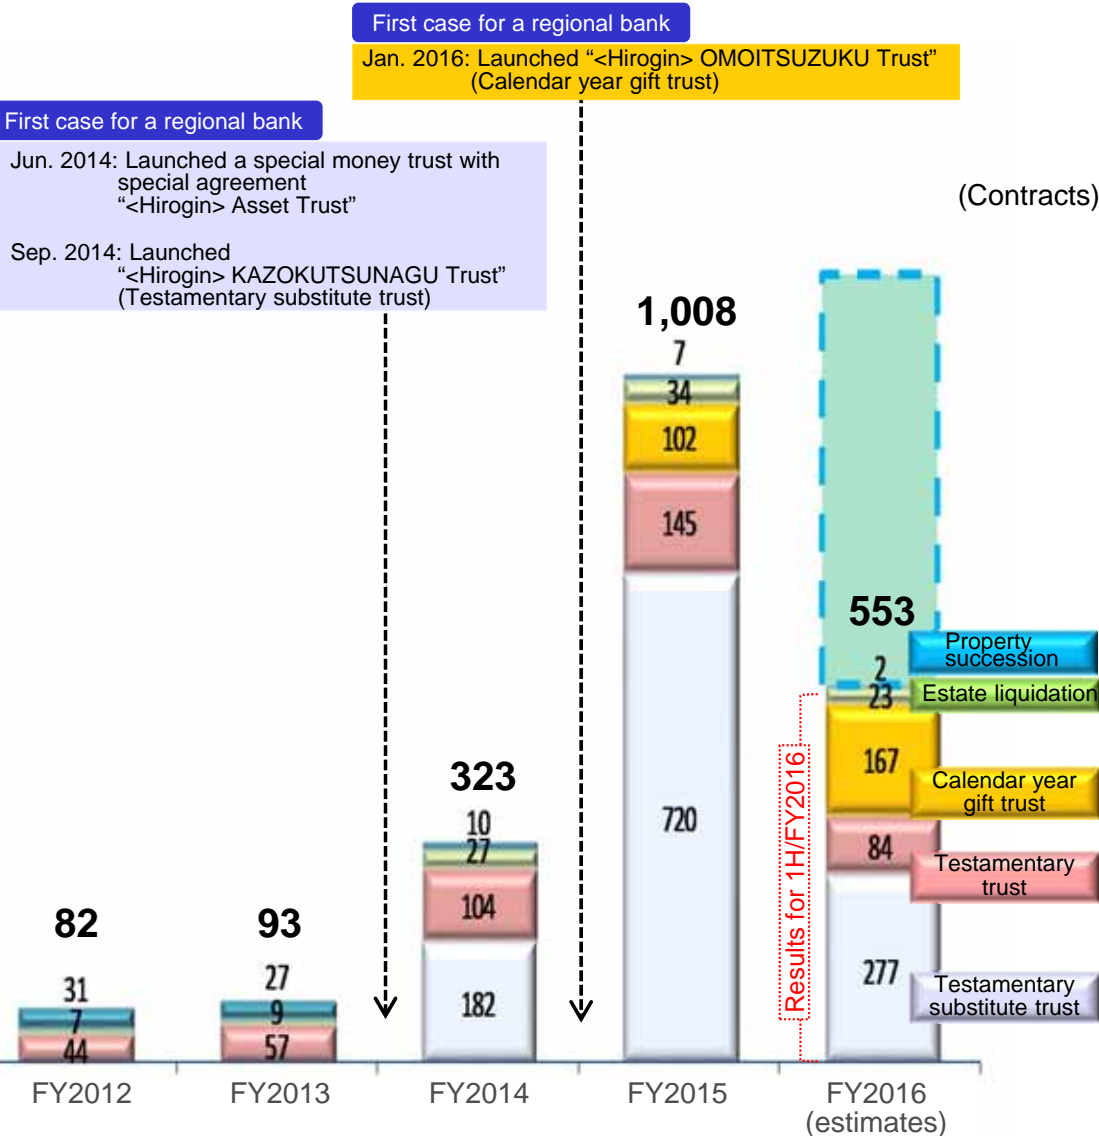 First case for a regional bank
Jan. 2016: Launched “<Hirogin> OMOITSUZUKU Trust”
(Calendar year gift trust)
First case for a regional bank
Jun. 2014: Launched a special money trust with
special agreement
“<Hirogin> Asset Trust”
Sep. 2014: Launched
“<Hirogin> KAZOKUTSUNAGU Trust”
(Testamentary substitute trust)
(Contracts)
82
31
7
44
93
27
9
57
323
10
27
104
182
1,008
7
34
102
145
720
553
2
23
167
84
277
Results for 1H/FY2016
Property
succession
Estate liquidation
Calendar year
gift trust
Testamentary
trust
Testamentary
substitute trust
FY2012
FY2013
FY2014
FY2015
FY2016
(estimates)